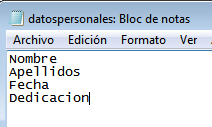 datospersonales: Bloc de notas
Archivo Edición Formato Ver
Nombre
Apellidos
Fecha
Dedicacion